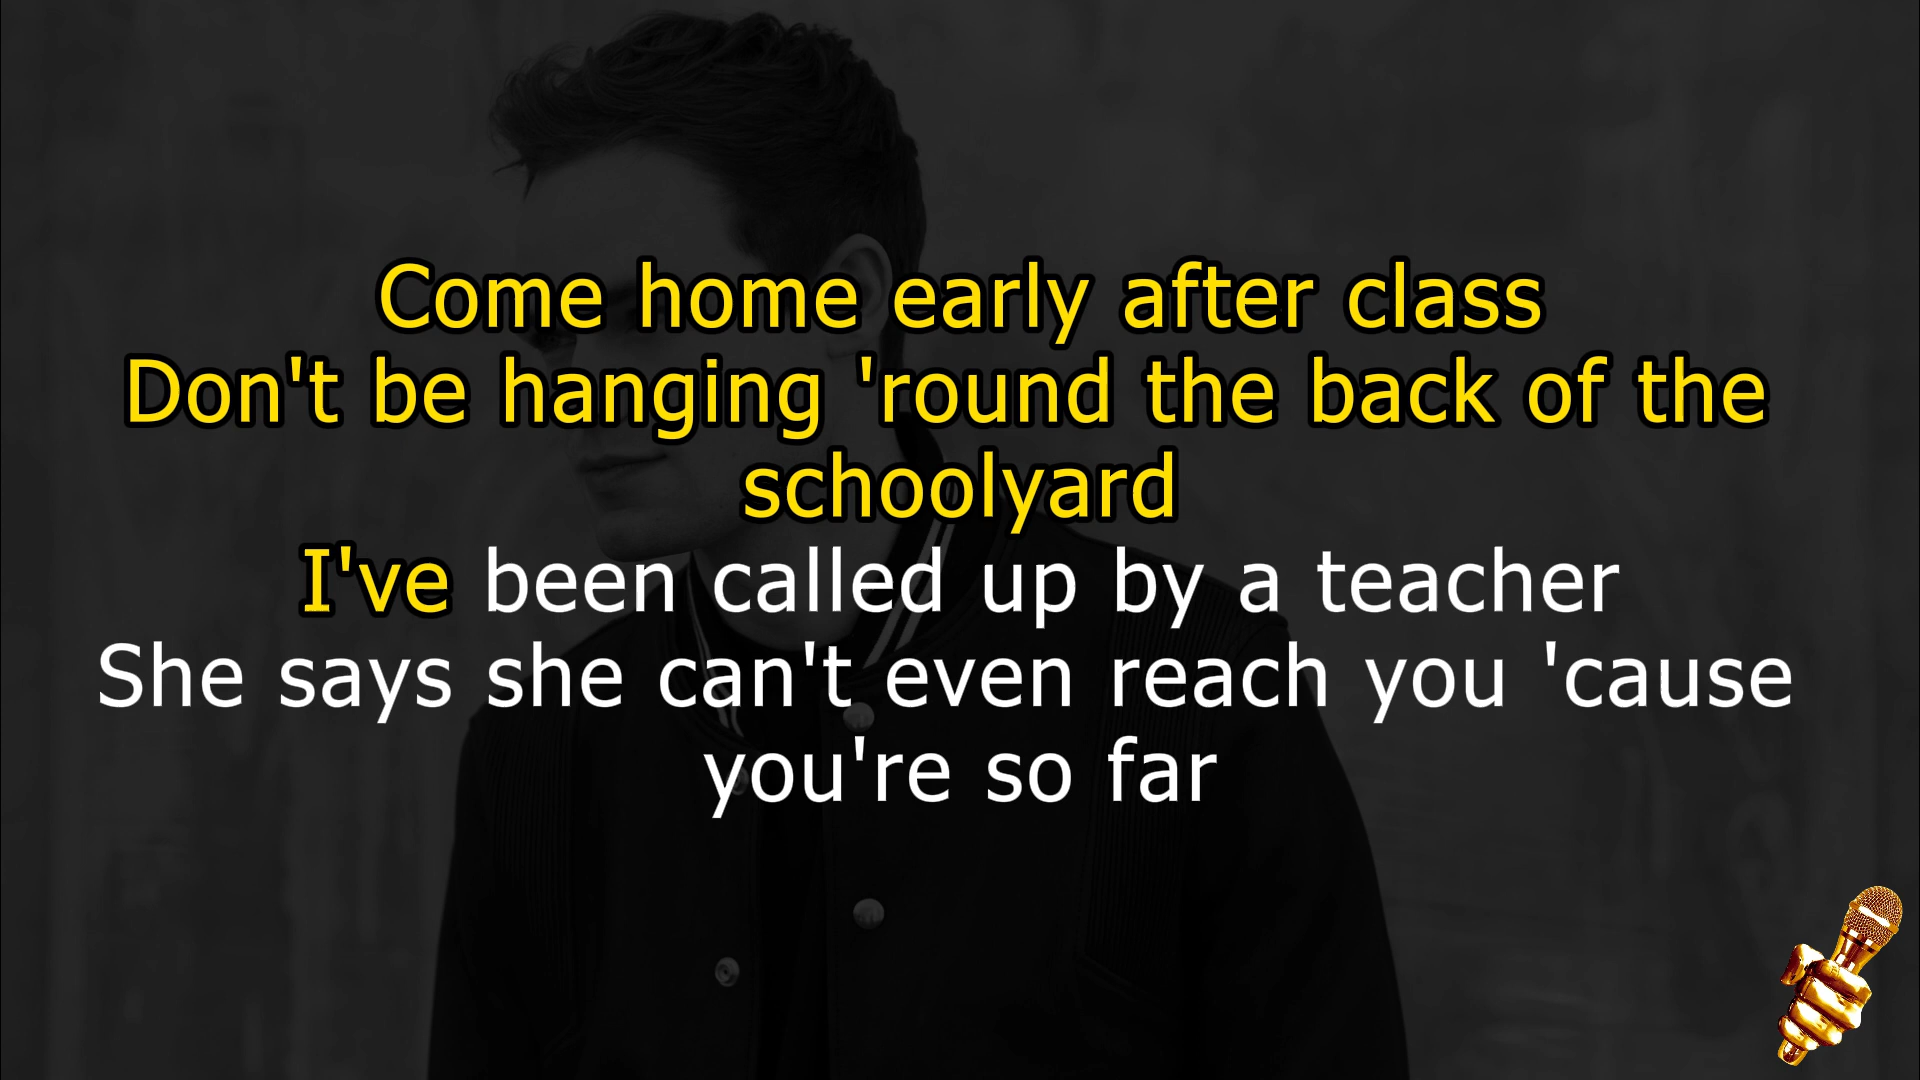 Come home early after class
Don't be hanging 'round the back of the
schoolyard
I've been called up by a teacher
She says she can't even reach you 'cause
you're so far